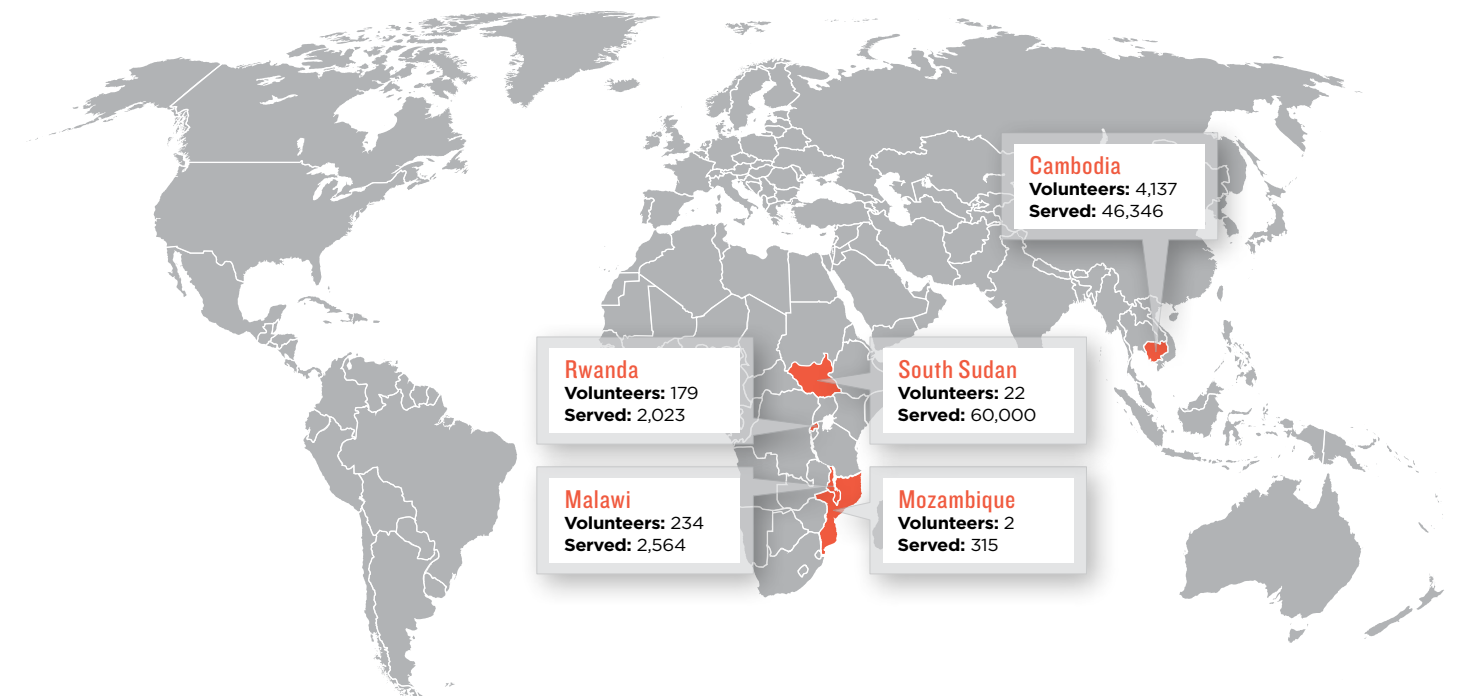 Cambodia
Volunteers: 4,137
Served: 46,346
Rwanda
Volunteers: 179
Served: 2,023
South Sudan
Volunteers: 22
Served: 60,000
Malawi
Volunteers: 234
Served: 2,564
Mozambique
Volunteers: 2
Served: 315